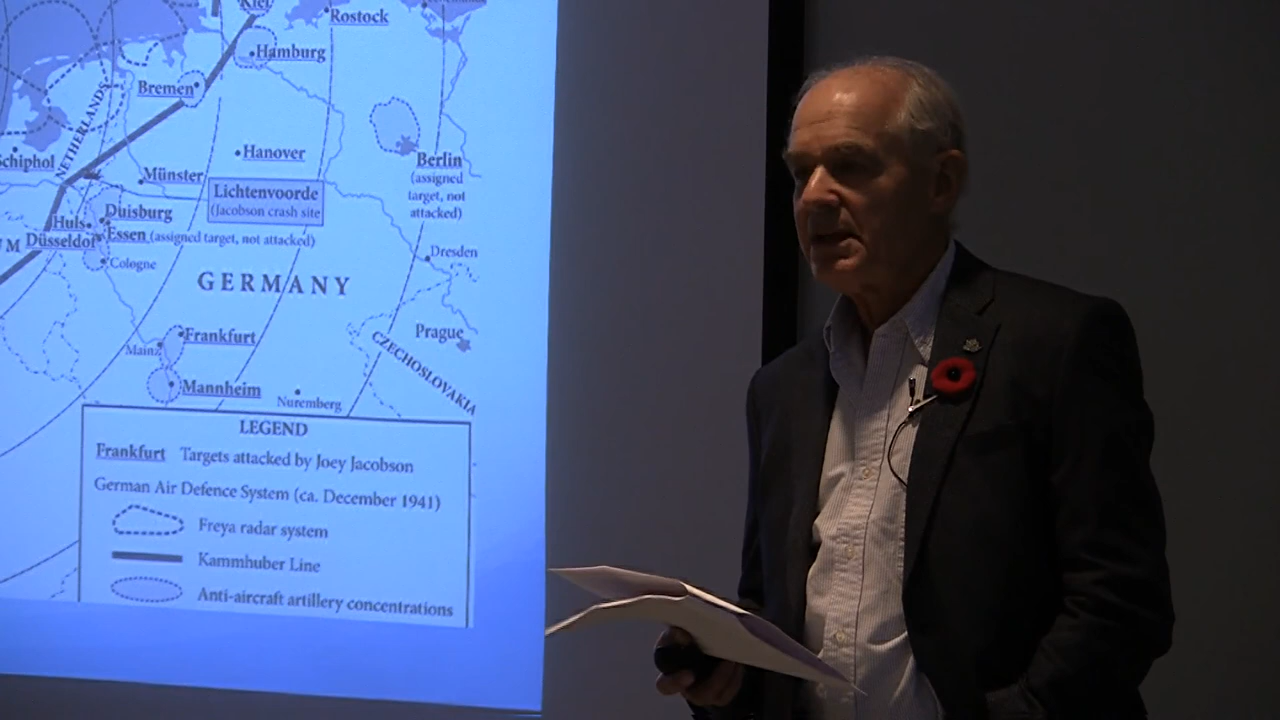 Kiel
Rostock
Hamburg
Bremen
NETHERLANDS
Schiphol
Hanover
Münster
Berlin
(assigned
target, not
attacked)
Lichtenvoorde
(Jacobson crash site
Duisburg
Huls
Essen (assigned target, not attacked)
Düsseldof
UM
Cologne
Dresden
GERMANY
Prague
Frankfurt
Mainz
CZECHOSLOVAKIA
Mannheim
Nuremberg
LEGEND
Frankfurt Targets attacked by Joey Jacobson
German Air Defence System (ca. December 1941)
Freya radar system
Kammhuber Line
Anti-aircraft artillery concentrations